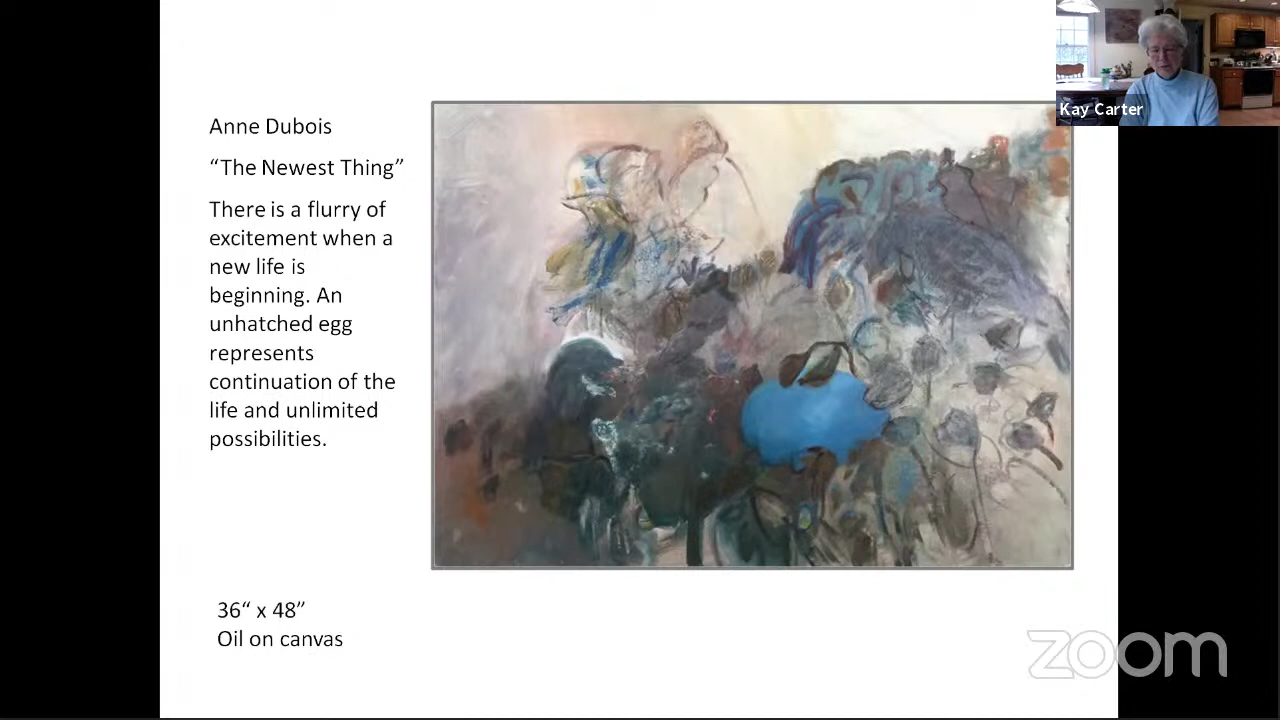 Kay Carter
Anne Dubois
“The Newest Thing”
There is a flurry of
excitement when a
new life is
beginning. An
unhatched egg
represents
continuation of the
life and unlimited
possibilities.
36“ x 48”
Oil on canvas
zoom